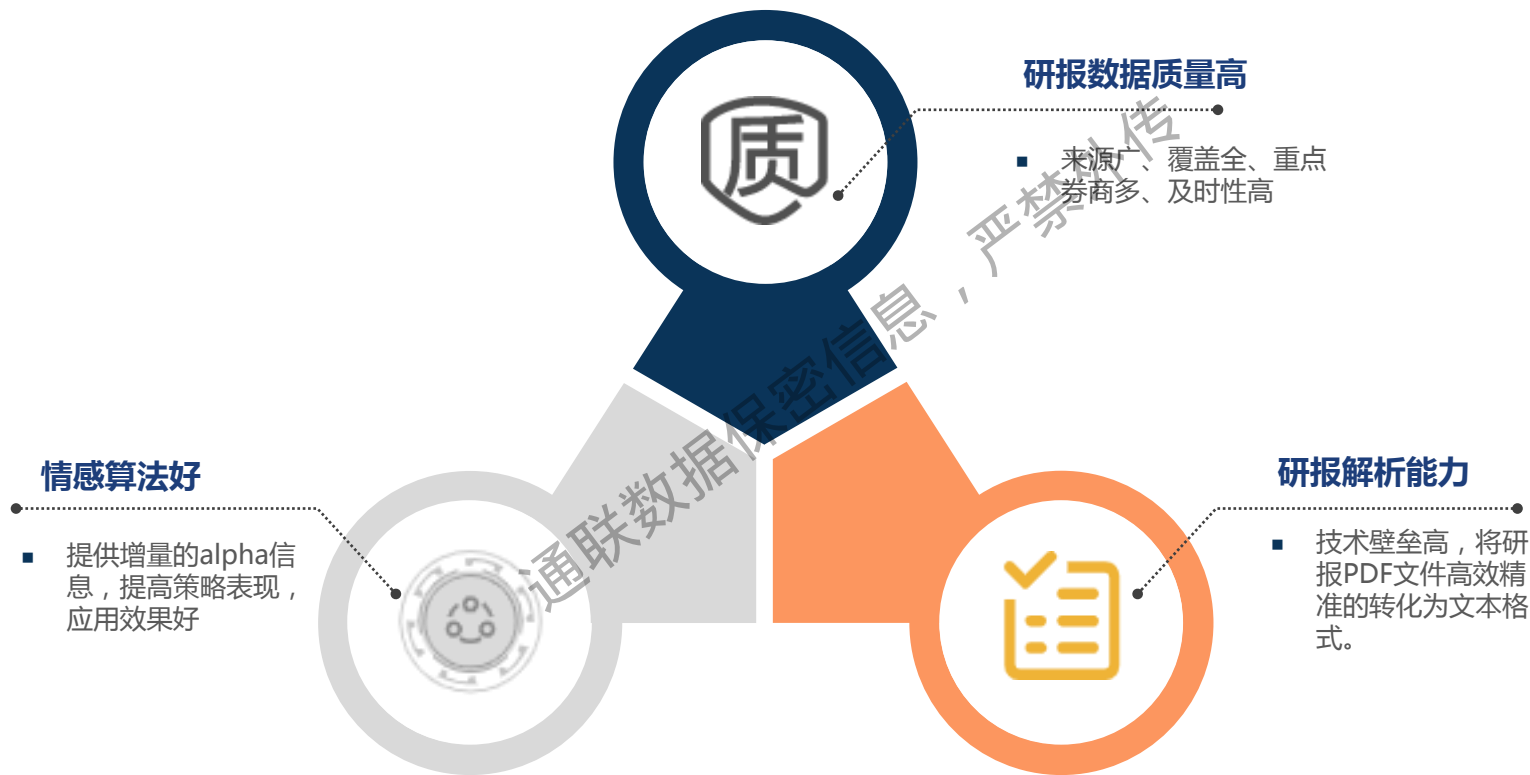 研报数据质量高
质
来源广、覆盖全、重点
券商多、及时性高
通联数据保密信息，严禁外传
情感算法好
提供增量的alpha信
息，提高策略表现，
应用效果好
研报解析能力
技术壁垒高，将研
报PDF文件高效精
准的转化为文本格
式。